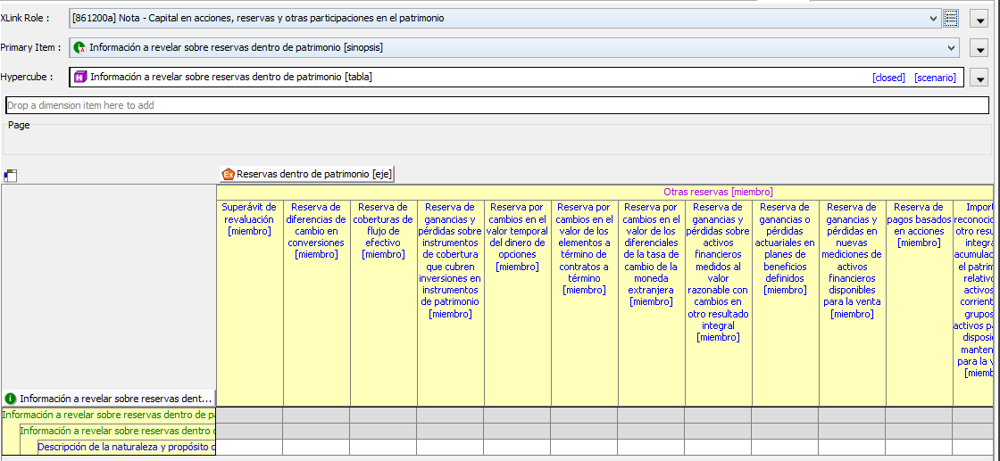 XLink Role :
[861200a] Nota - Capital en acciones, reservas y otras participaciones en el patrimonio
Primary Item :
Información a revelar sobre reservas dentro de patrimonio [sinopsis]
Hypercube :
Información a revelar sobre reservas dentro de patrimonio [tabla]
[closed] [scenario]
Drop a dimension item here to add
Page
Reservas dentro de patrimonio [eje]
Otras reservas [miembro]
Superávit de
revaluación
[miembro]
Reserva de
diferencias de
cambio en
conversiones
[miembro]
Reserva de
coberturas de
flujo de
efectivo
[miembro]
Reserva de
ganancias y
pérdidas sobre
instrumentos
de cobertura
que cubren
inversiones en
instrumentos
de patrimonio
[miembro]
Reserva por
cambios en el
valor temporal
del dinero de
opciones
[miembro]
Reserva por
cambios en el
valor de los
elementos a
término de
contratos a
término
[miembro]
Reserva por
cambios en el
valor de los
diferenciales
de la tasa de
cambio de la
moneda
extranjera
[miembro]
Reserva de
ganancias y
pérdidas sobre
activos
financieros
medidos al
valor
razonable con
cambios en
otro resultado
integral
[miembro]
Reserva de
ganancias o
pérdidas
actuariales en
planes de
beneficios
definidos
[miembro]
Reserva de
ganancias y
pérdidas en
nuevas
mediciones de
activos
financieros
disponibles
para la venta
[miembro]
Reserva de
pagos basados
en acciones
[miembro]
Import
reconocid
otro resu
integra
acumulad
el patrim
relativ
activos
corrient
grupos
activos pa
disposic
manten
para la v
[miemb
Información a revelar sobre reservas dent...
Información a revelar sobre reservas dentro de pa
Información a revelar sobre reservas dentro d
Descripción de la naturaleza y propósito d